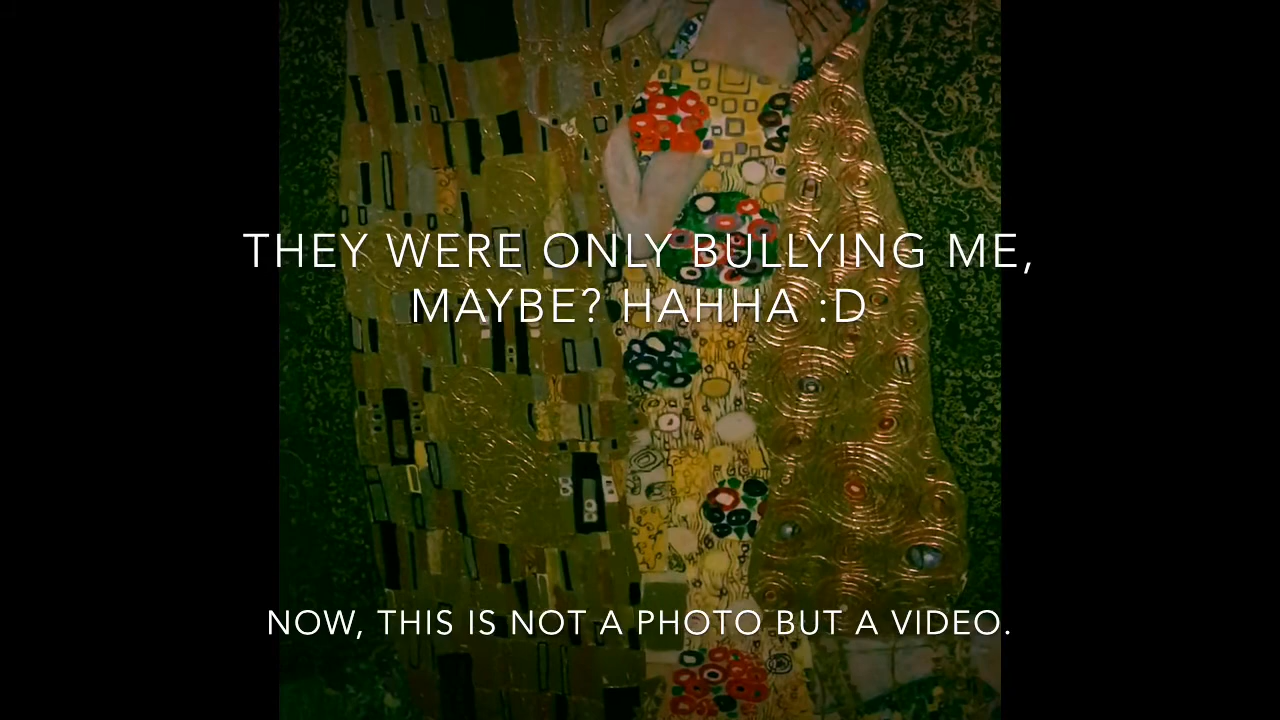 THEY WERE ONLY BULLYING ME,
MAYBE? HAHHA :D
NOW, THIS IS NOT A PHOTO BUT A VIDEO.